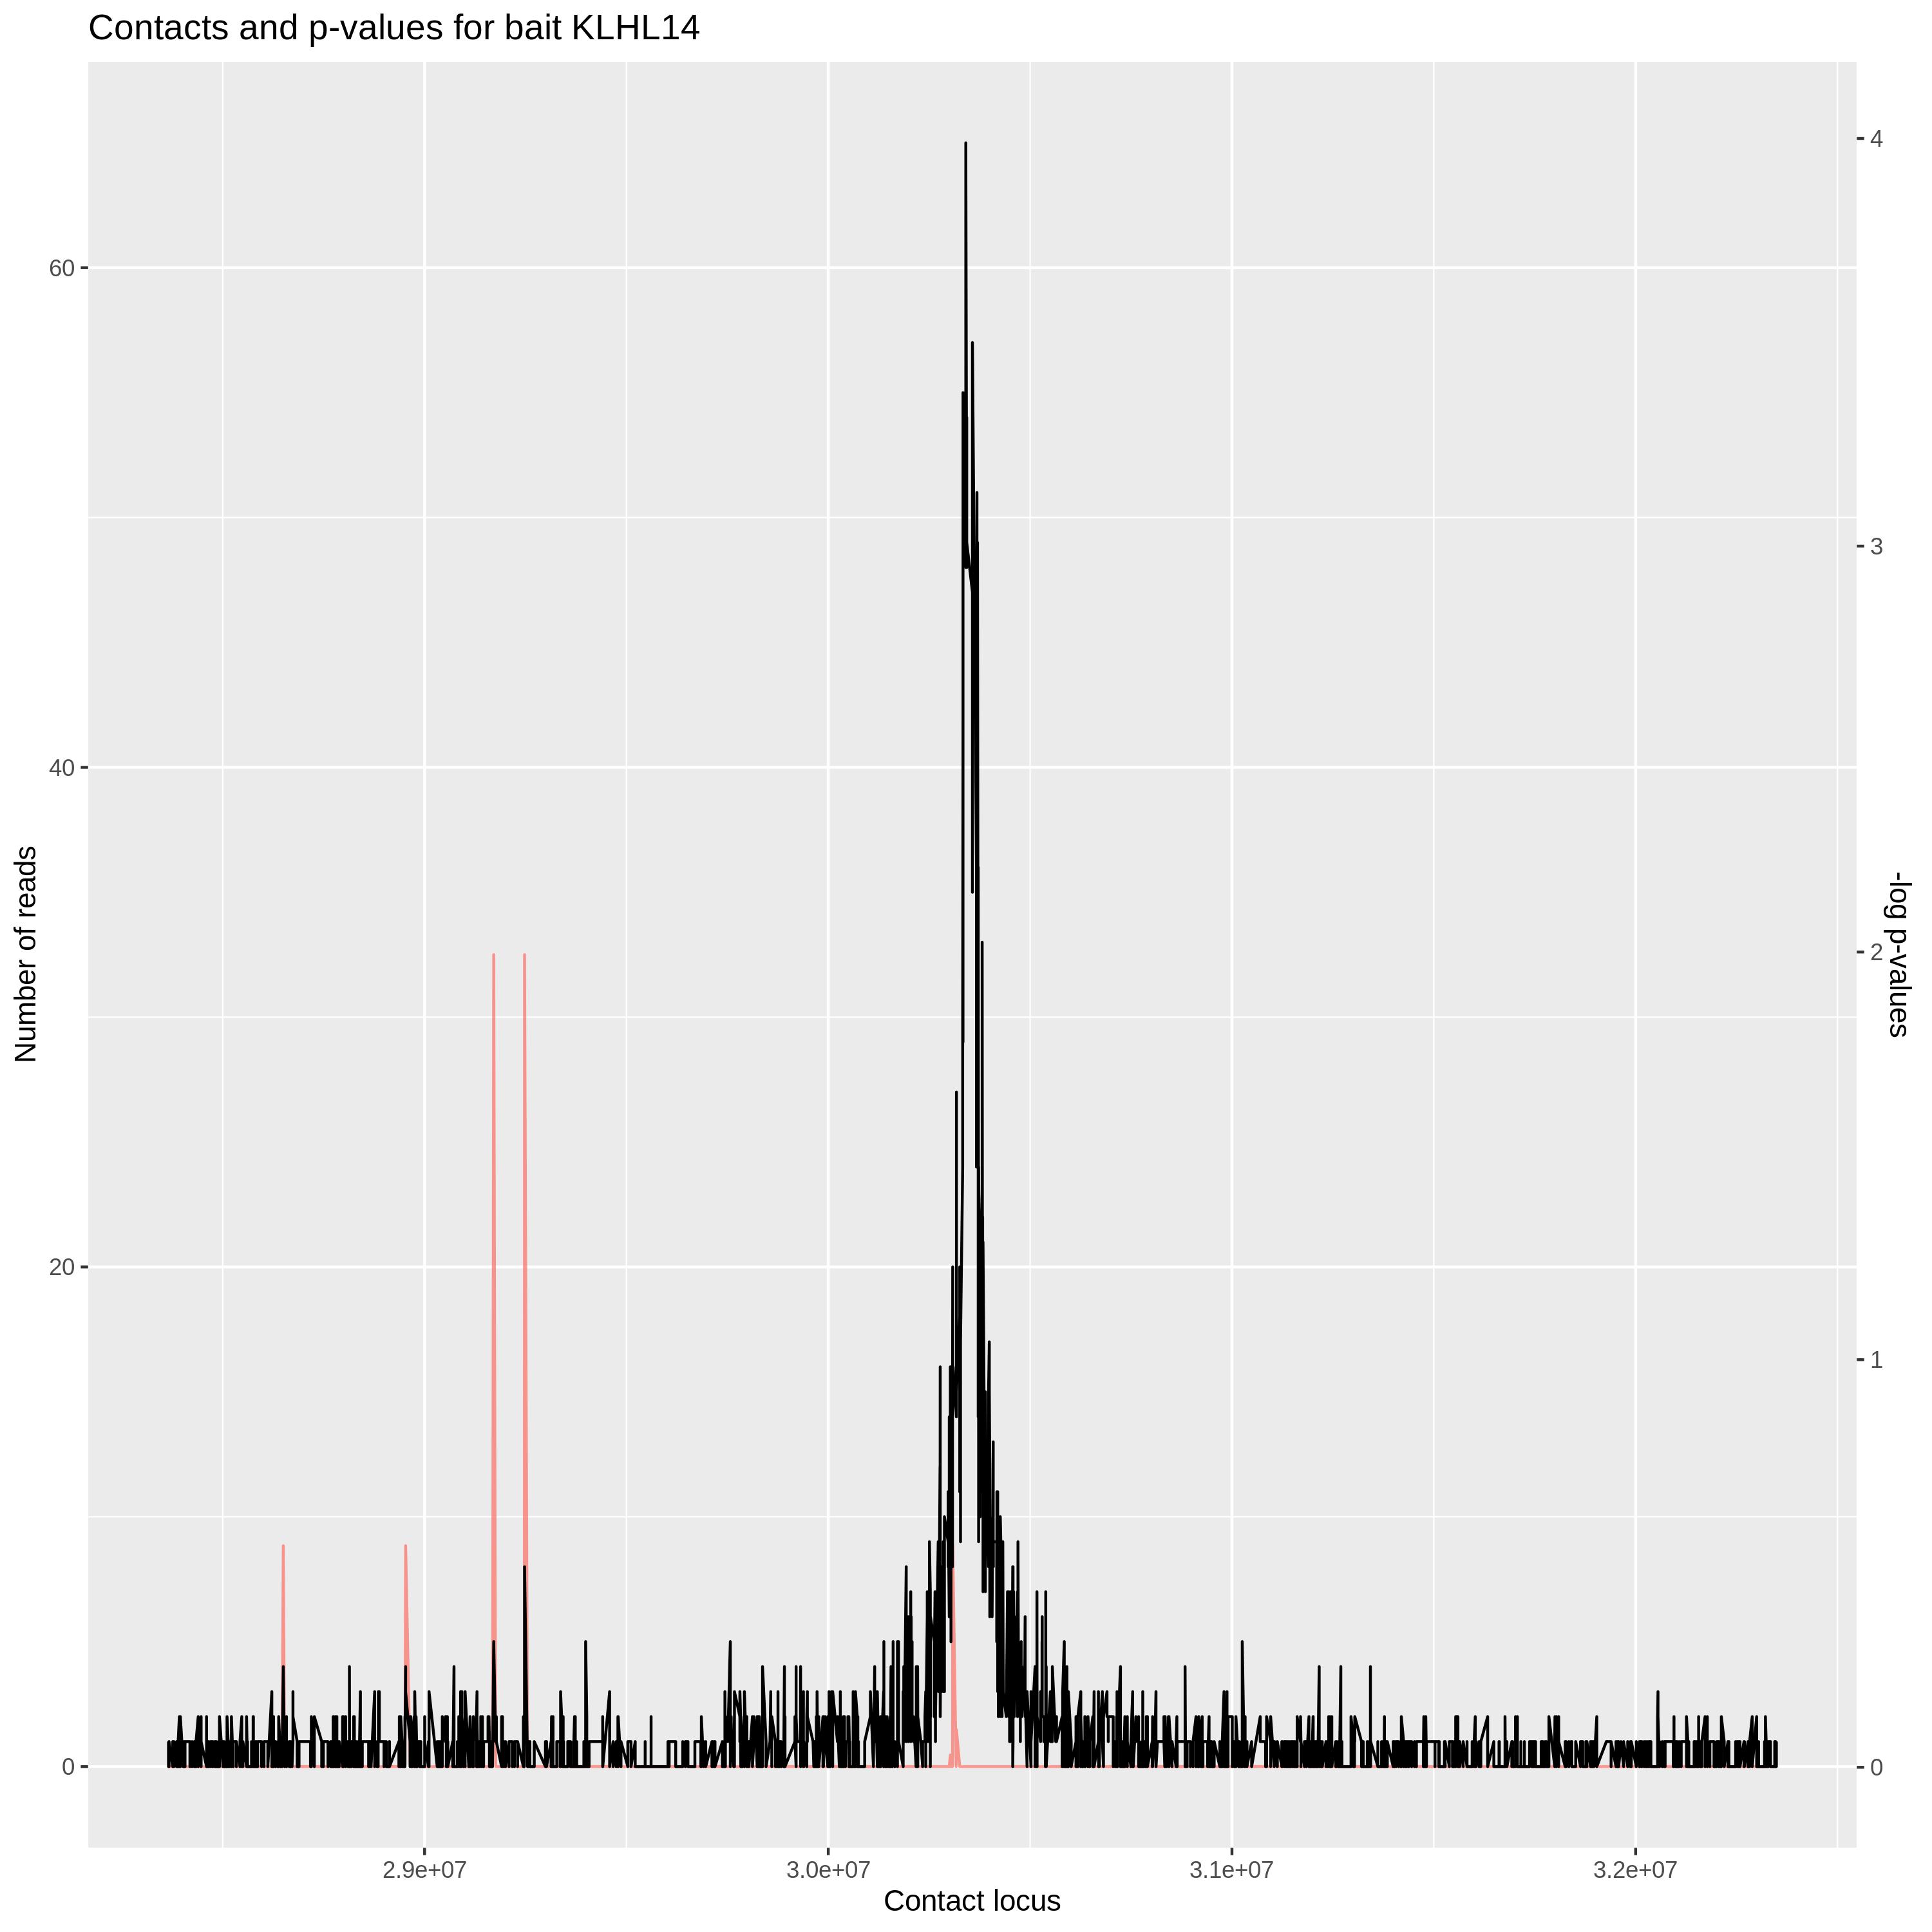 Contacts and p-values for bait KLHL14
Number of reads
60
40
20
0
4
3
2
1
0
-log p-values
2.9e+07
3.0e+07
3.1e+07
3.2e+07
Contact locus